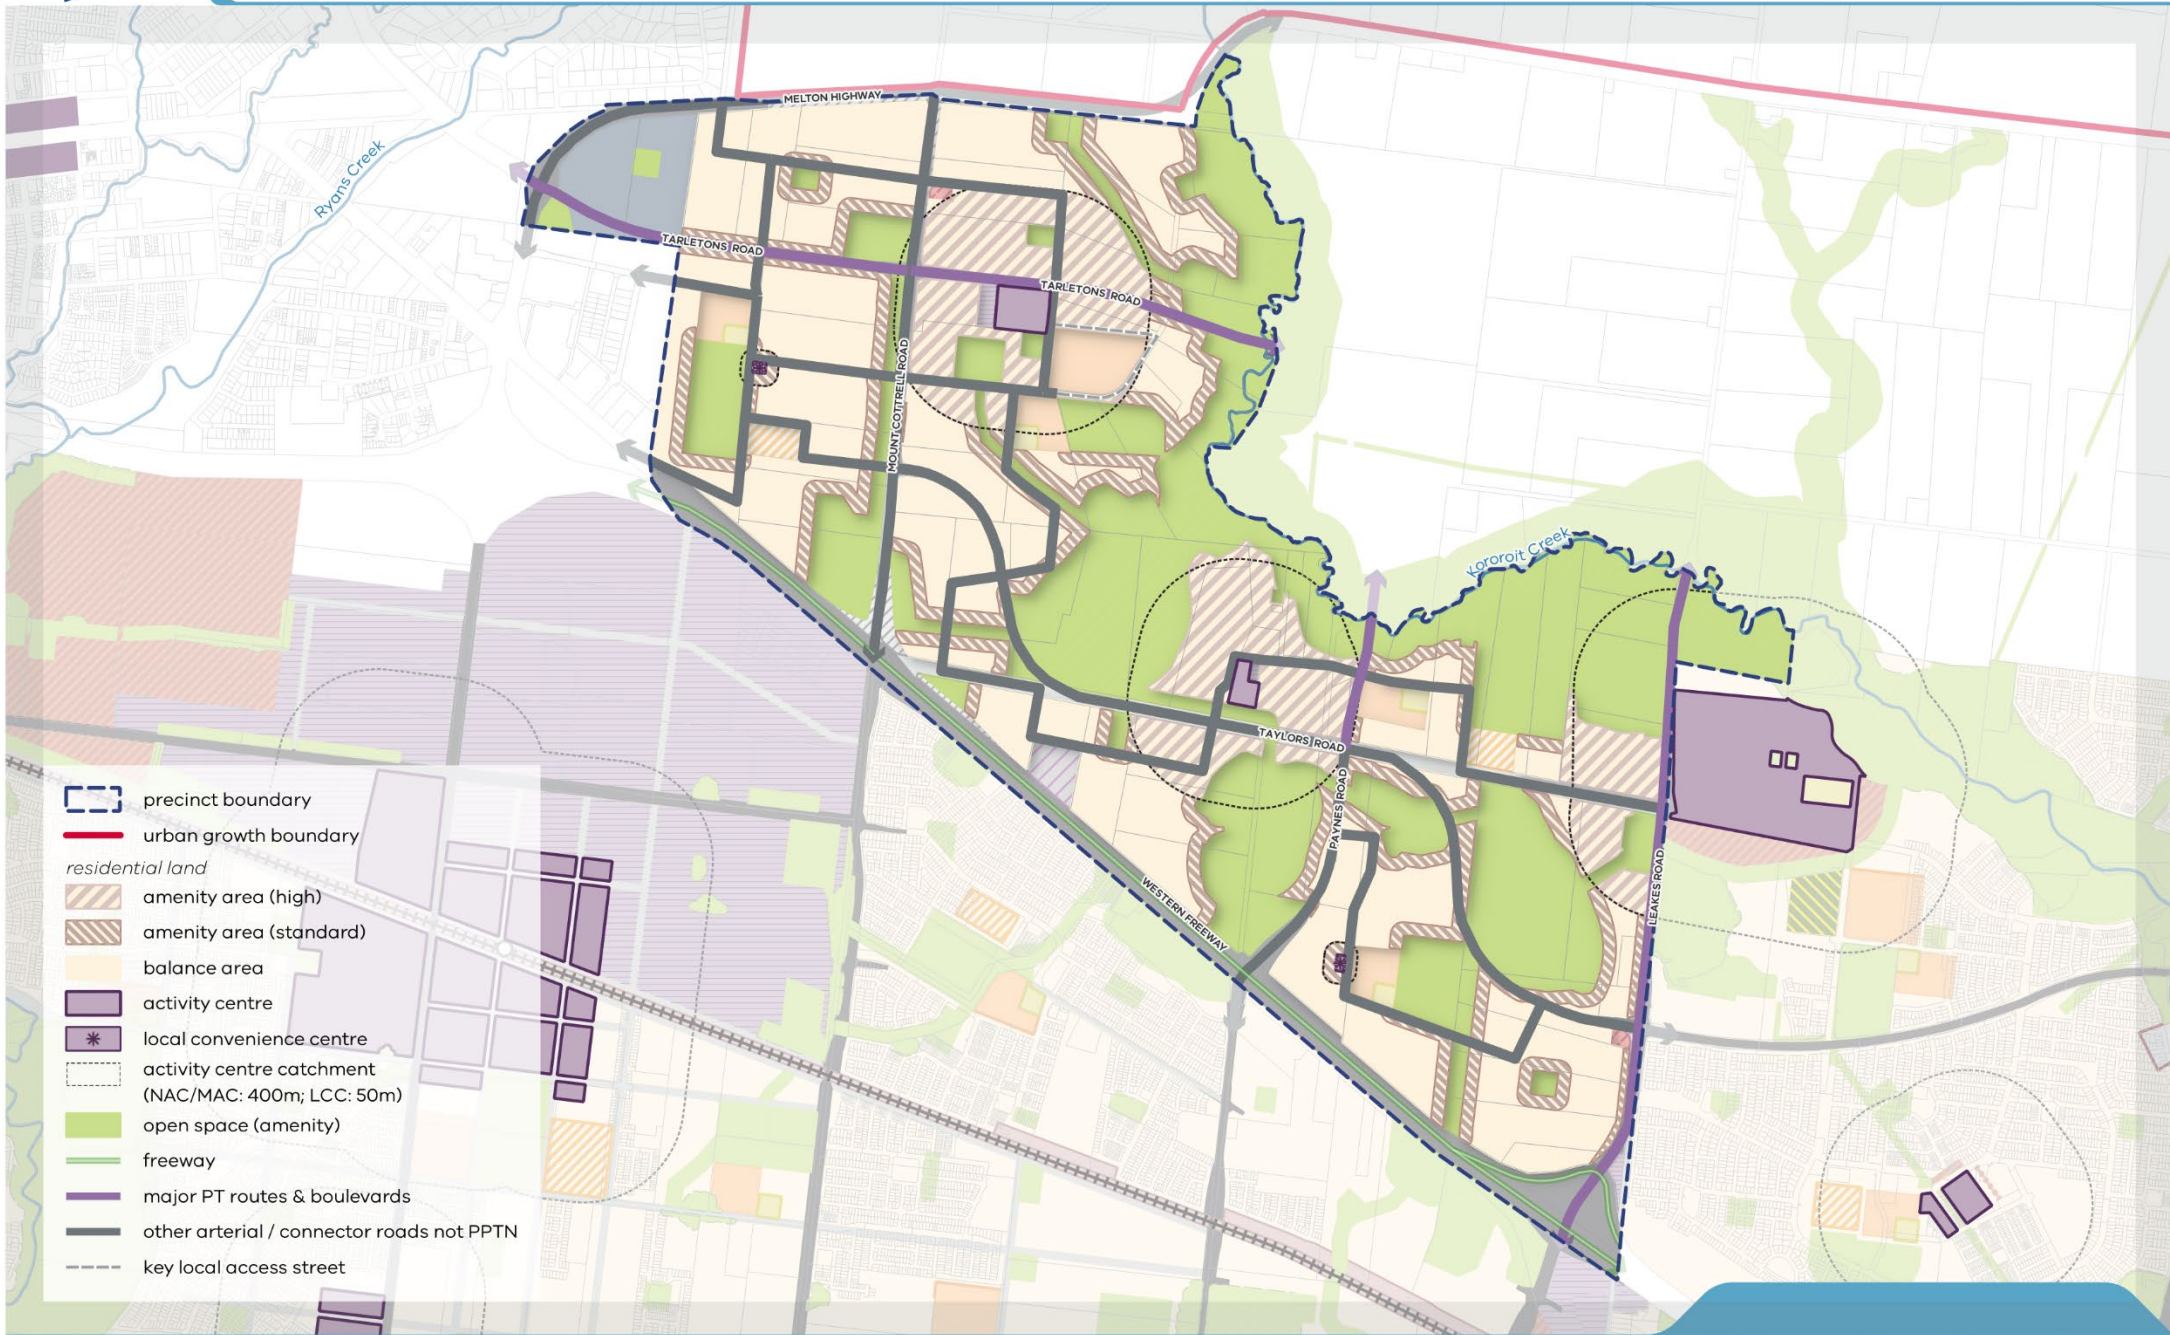 MELTON HIGHWAY
Ryans Creek
TARLETONS ROAD
TARLETONS ROAD
MOUNT COTTRELL ROAD
Kororoit Creek
TAYLORS ROAD
PAYNES ROAD
WESTERN FREEWAY
LEAKES ROAD
precinct boundary
urban growth boundary
residential land
amenity area (high)
amenity area (standard)
balance area
activity centre
local convenience centre
activity centre catchment
(NAC/MAC: 400m; LCC: 50m)
open space (amenity)
freeway
major PT routes & boulevards
other arterial / connector roads not PPTN
key local access street